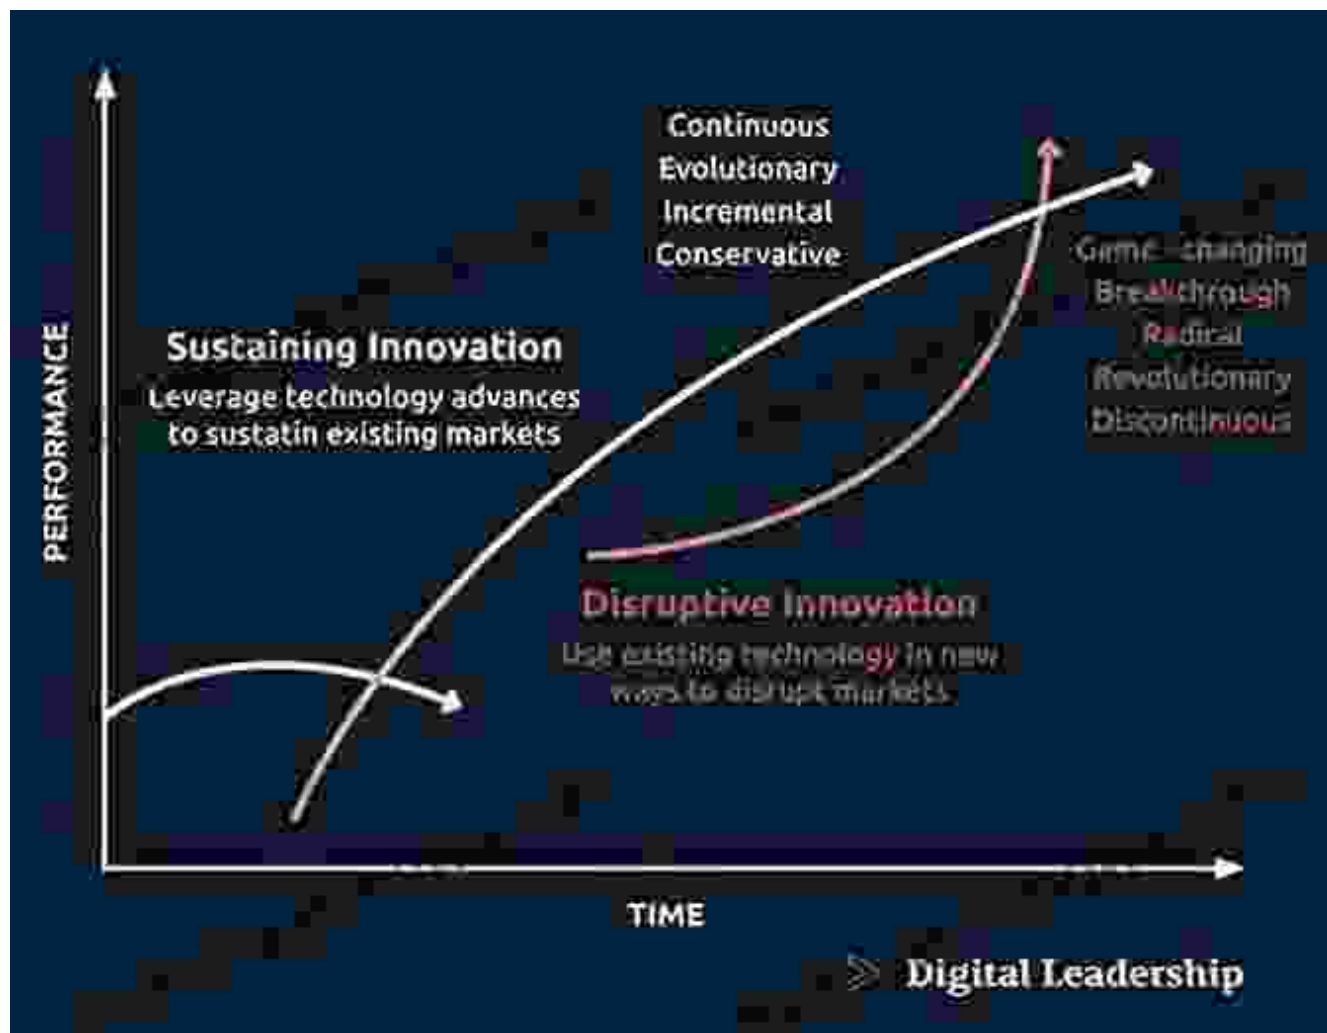 Continuous
Evolutionary
Incremental
Conservative
Game-changing
Breakthrough
Radical
Revolutionary
Discontinuous
Sustaining Innovation
Leverage technology advances
to sustatin existing markets
PERFORMANCE
Disruptive Innovation
Use existing technology in new
ways to disrupt markets
TIME
Digital Leadership